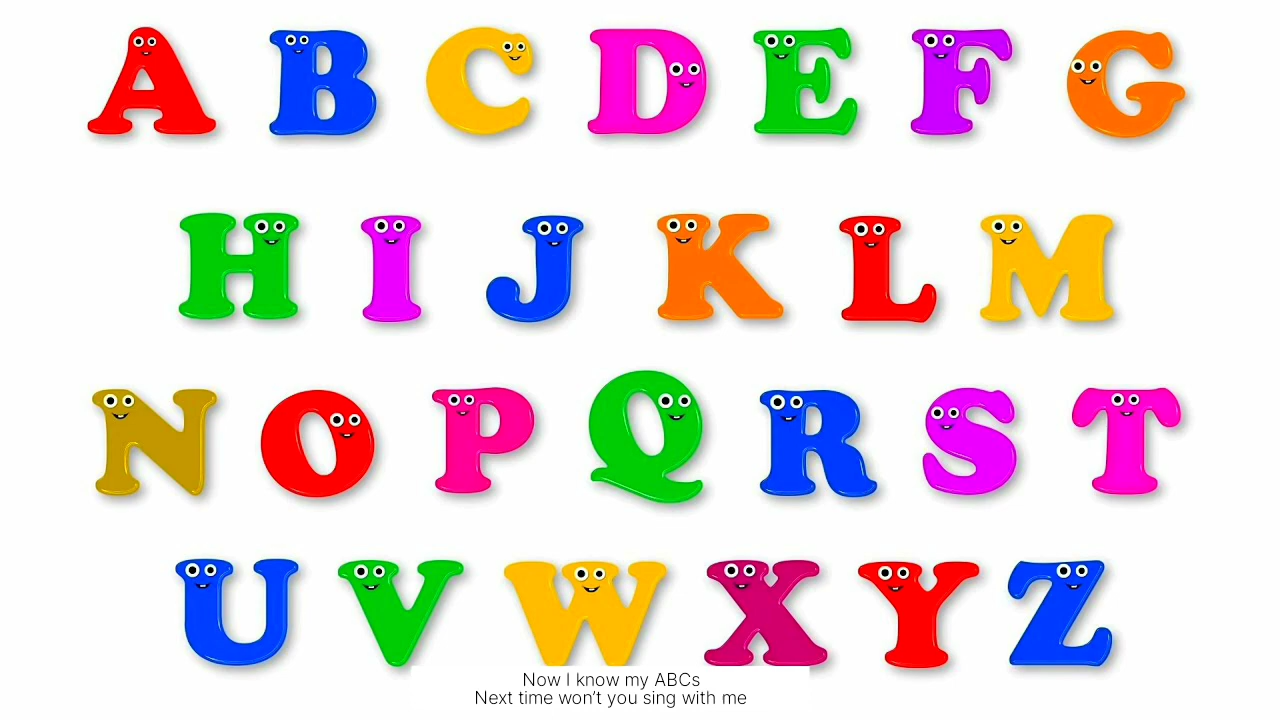 A B C D E F G
H I J K L M
N O P Q R S T
U V W X Y Z
Now I know my ABCs
Next time won't you sing with me